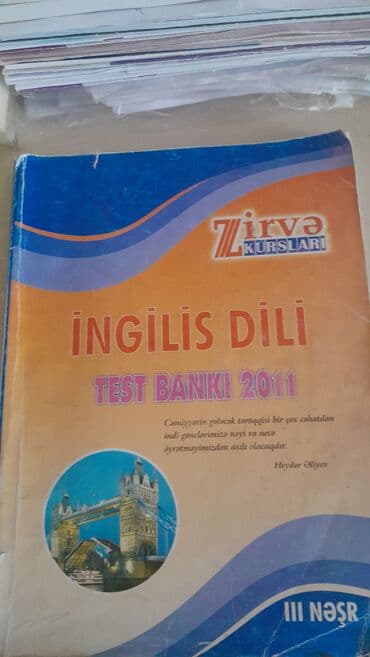 Zirvə
KURSLARI
İNGİLİS DİLİ
TEST BANKI 2011
Cəmiyyətin gələcək tərəqqisi bir çox cəhətdən
indi gənclərimizə nəyi və necə
öyrətməyimizdən asılı olacaqdır.
Heydər Əliyev
III NƏŞR